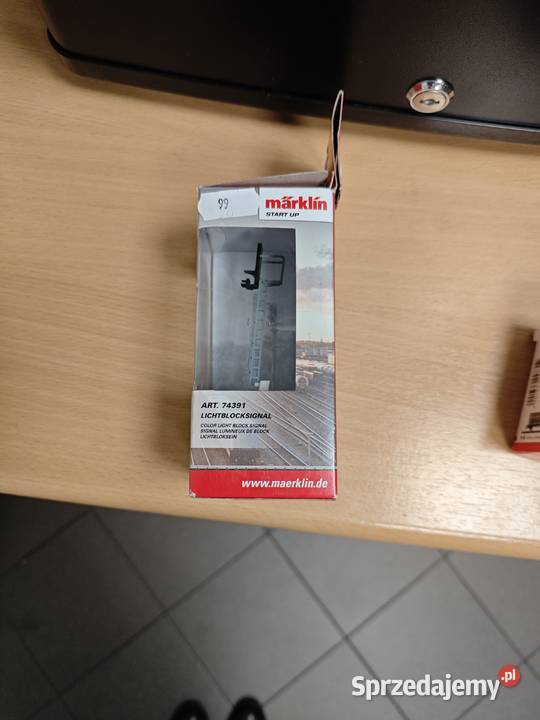 99
märklin
START UP
ART. 74391
LICHTBLOCKSIGNAL
COLOR LIGHT BLOCK SIGNAL
SIGNAL LUMINEUX DE BLOCK
LICHTBLOKSEIN
www.maerklin.de
Sprzedajemy.pl